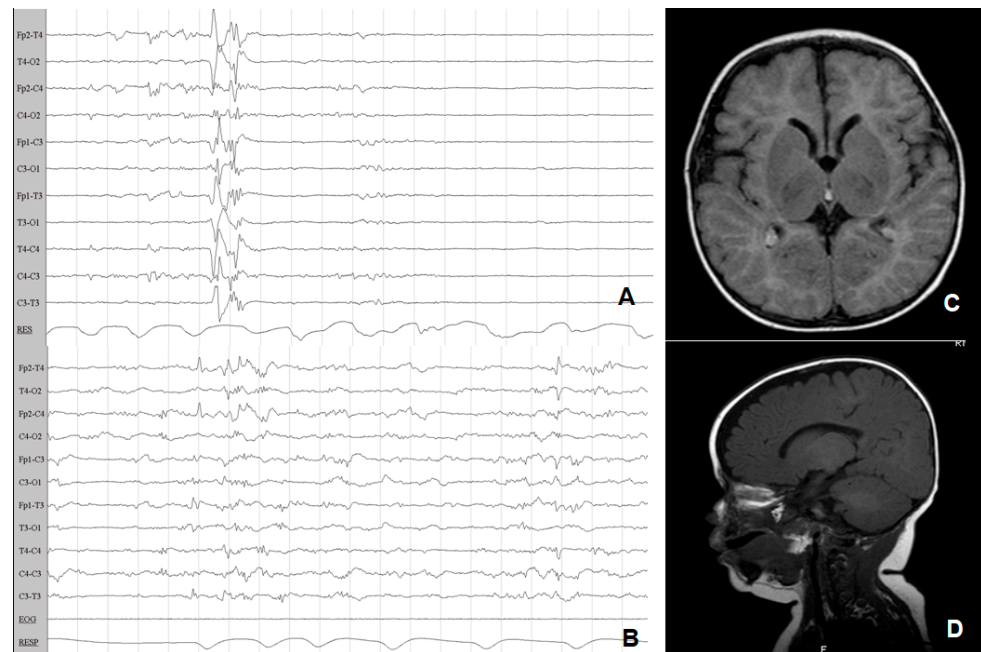 Fp2-T4
T4-O2
Fp2-C4
C4-O2
Fp1-C3
C3-O1
Fp1-T3
T3-O1
T4-C4
C4-C3
C3-T3
RES
A
Fp2-T4
T4-O2
Fp2-C4
C4-O2
Fp1-C3
C3-O1
Fp1-T3
T3-O1
T4-C4
C4-C3
C3-T3
EOG
RESP
B
C
D